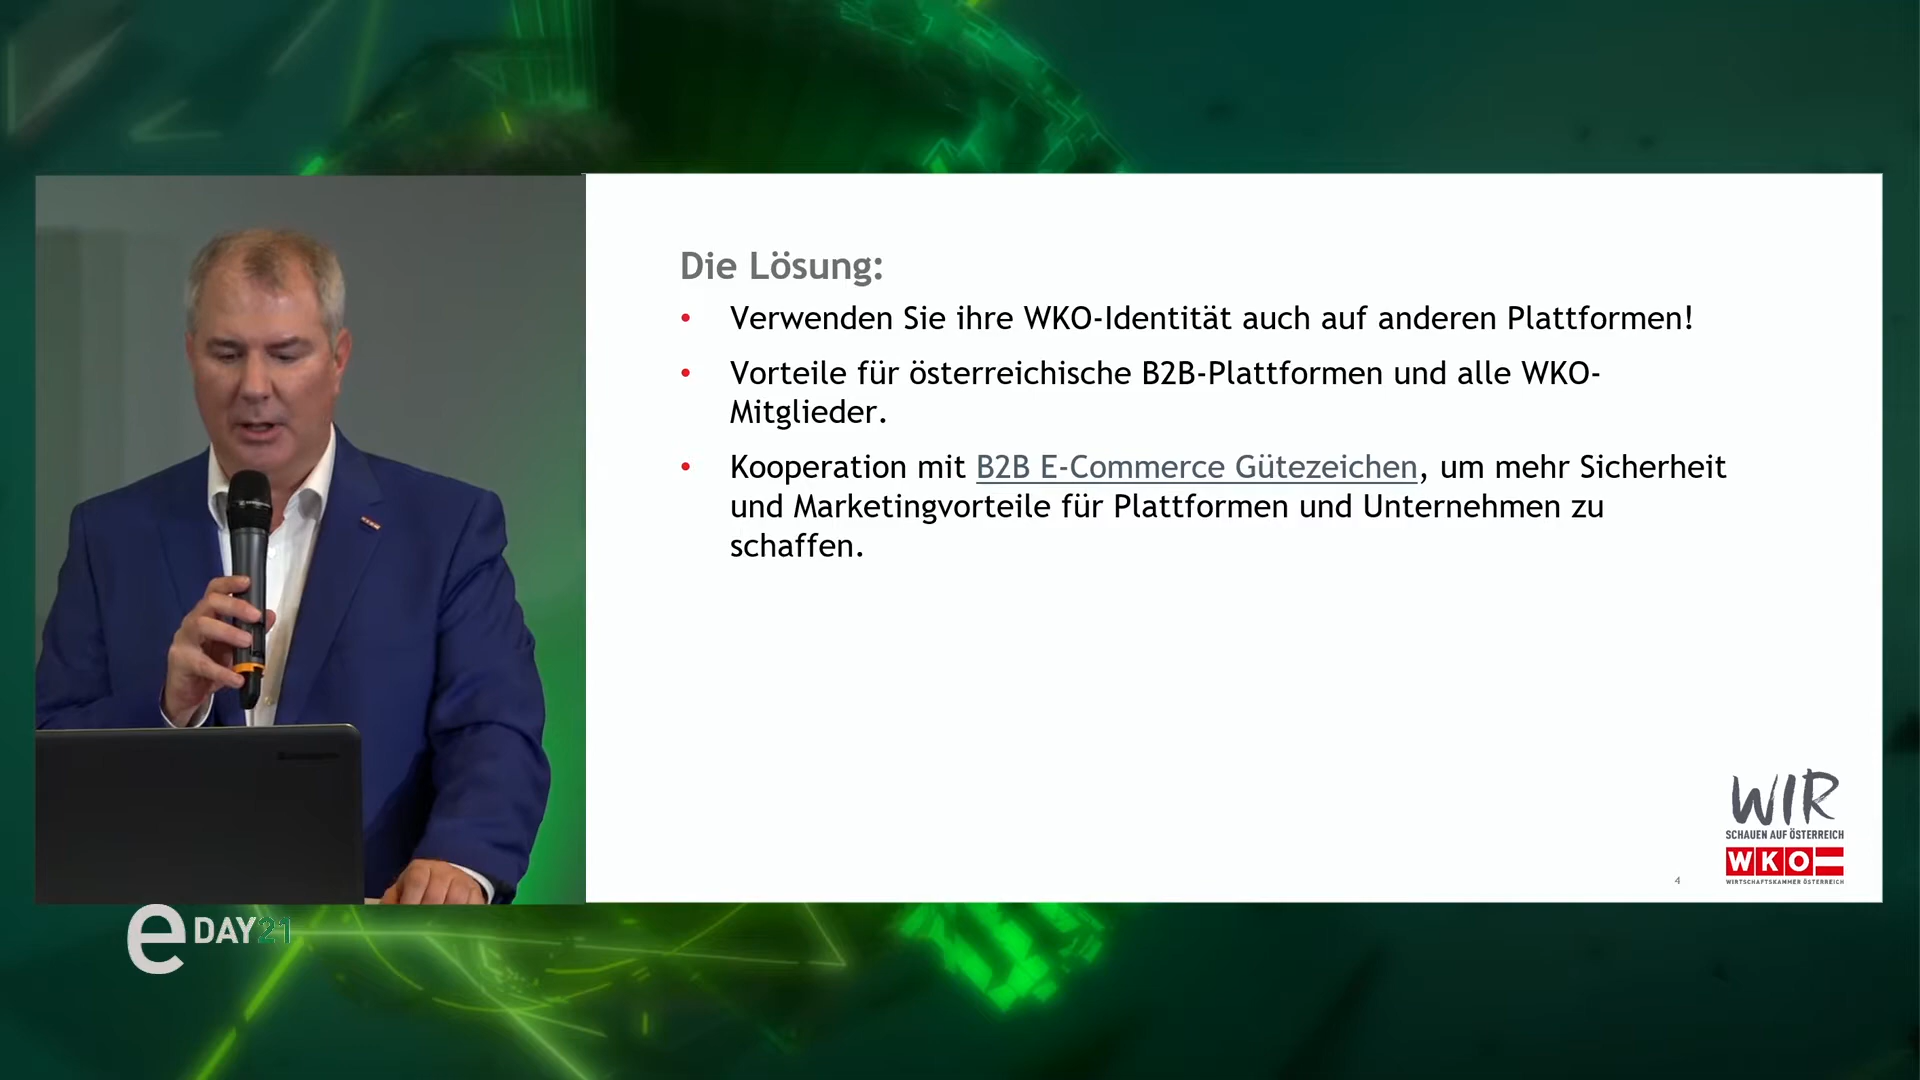 Die Lösung:
• Verwenden Sie ihre WKO-Identität auch auf anderen Plattformen!
• Vorteile für österreichische B2B-Plattformen und alle WKO-
Mitglieder.
• Kooperation mit B2B E-Commerce Gütezeichen, um mehr Sicherheit
und Marketingvorteile für Plattformen und Unternehmen zu
schaffen.
WIR
SCHAUEN AUF ÖSTERREICH
WKO
WIRTSCHAFTSKAMMER ÖSTERREICH
4
e DAY21